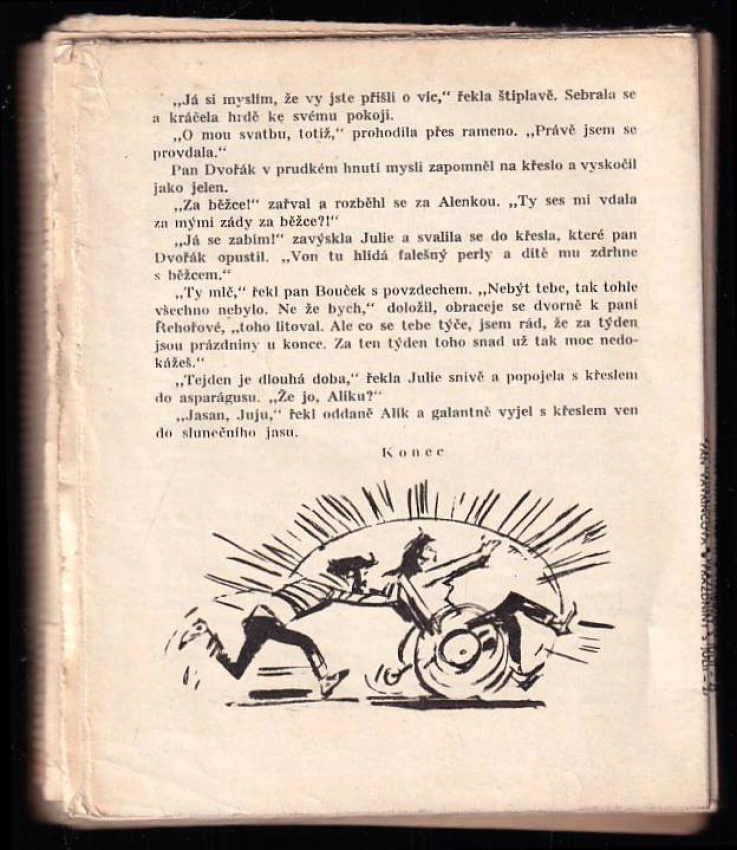 „Já si myslím, že vy jste přišli o víc,“ řekla štiplavě. Sebrala se
a kráčela hrdě ke svému pokoji.
„O mou svatbu, totiž,“ prohodila přes rameno. „Právě jsem se
provdala.“
Pan Dvořák v prudkém hnutí mysli zapomněl na křeslo a vyskočil
jako jelen.
„Za běžce!“ zařval a rozběhl se za Alenkou. „Ty ses mi vdala
za mými zády za běžce?!“
„Já se zabim!“ zavýskla Julie a svalila se do křesla, které pan
Dvořák opustil. „Von tu hlídá falešný perly a dítě mu zdrhne
s běžcem.“
„Ty mlč,“ řekl pan Bouček s povzdechem. „Nebýt tebe, tak tohle
všechno nebylo. Ne že bych,“ doložil, obraceje se dvorně k paní
Řehořové, „toho litoval. Ale co se tebe týče, jsem rád, že za týden
jsou prázdniny u konce. Za ten týden toho snad už tak moc nedo-
kážeš.“
„Tejden je dlouhá doba,“ řekla Julie snivě a popojela s křeslem
do asparágusu. „Že jo, Alíku?“
„Jasan, Juju,“ řekl oddaně Alík a galantně vyjel s křeslem ven
do slunečního jasu.
Konec